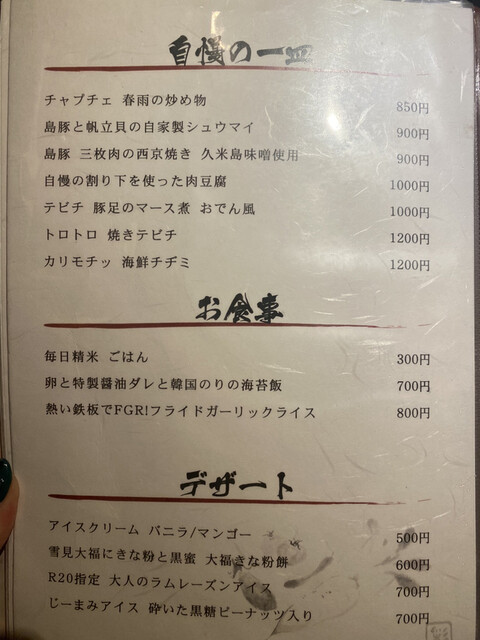 自慢の一皿
チャプチェ 春雨の炒め物 850円
島豚と帆立貝の自家製シュウマイ 900円
島豚 三枚肉の西京焼き 久米島味噌使用 900円
自慢の割り下を使った肉豆腐 1000円
テビチ 豚足のマース煮 おでん風 1000円
トロトロ 焼きテビチ 1200円
カリモチッ 海鮮チヂミ 1200円
お食事
毎日精米 ごはん 300円
卵と特製醤油ダレと韓国のりの海苔飯 700円
熱い鉄板でFGR!フライドガーリックライス 800円
デザート
アイスクリーム バニラ/マンゴー 500円
雪見大福にきな粉と黒蜜 大福きな粉餅 600円
R20指定 大人のラムレーズンアイス 700円
じーまみアイス 砕いた黒糖ピーナッツ入り 700円